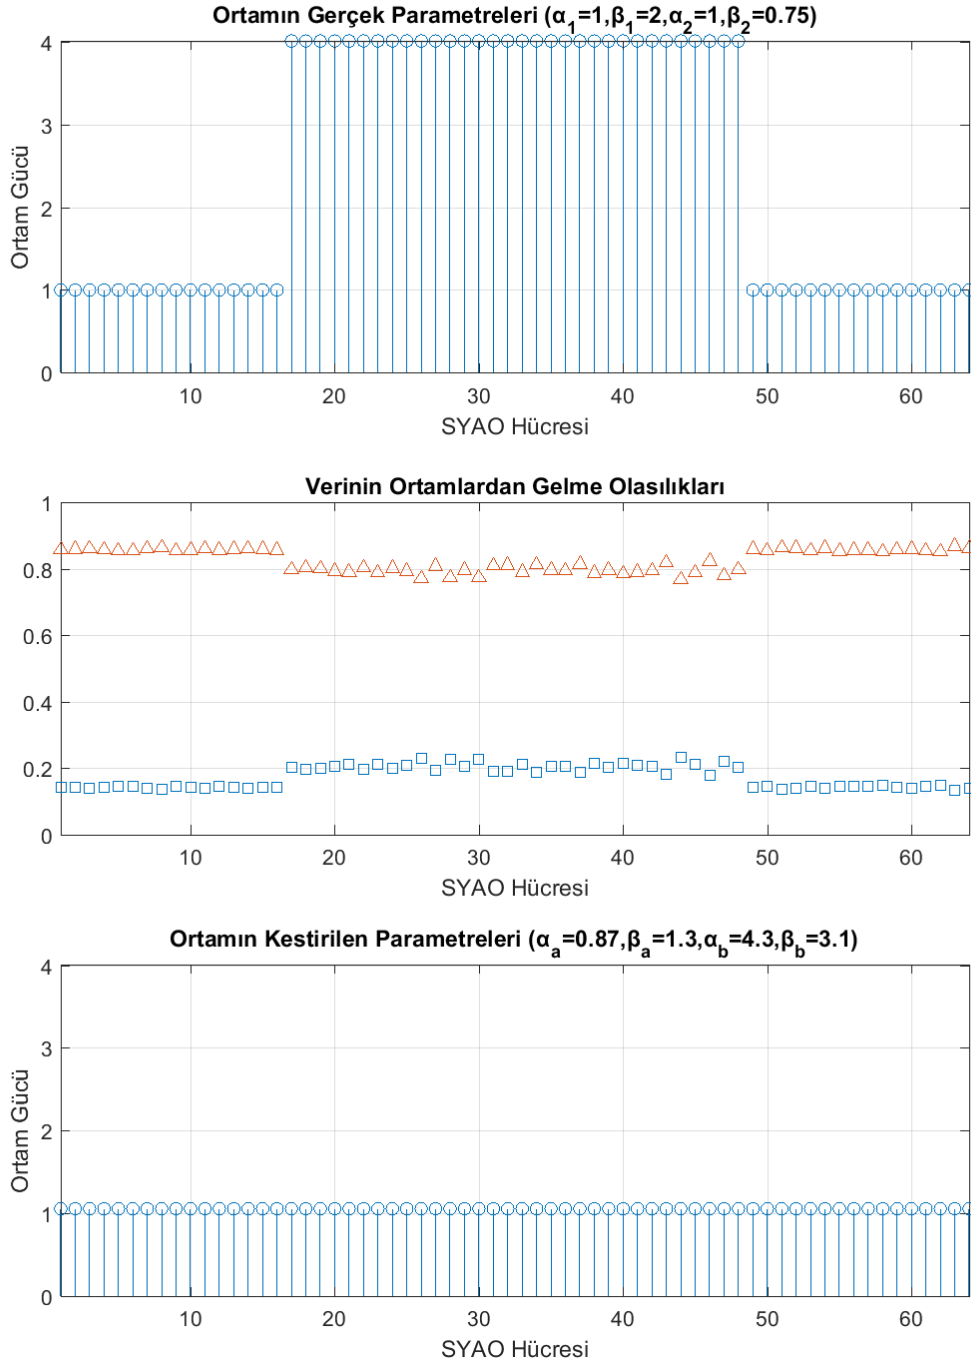 Ortamın Gerçek Parametreleri (α₁=1,β₁=2,α₂=1,β₂=0.75)
4
3
2
1
0
Ortam Gücü
10 20 30 40 50 60
SYAO Hücresi
Verinin Ortamlardan Gelme Olasılıkları
1
0.8
0.6
0.4
0.2
0
10 20 30 40 50 60
SYAO Hücresi
Ortamın Kestirilen Parametreleri (αₐ=0.87,βₐ=1.3,α_b=4.3,β_b=3.1)
4
3
2
1
0
Ortam Gücü
10 20 30 40 50 60
SYAO Hücresi